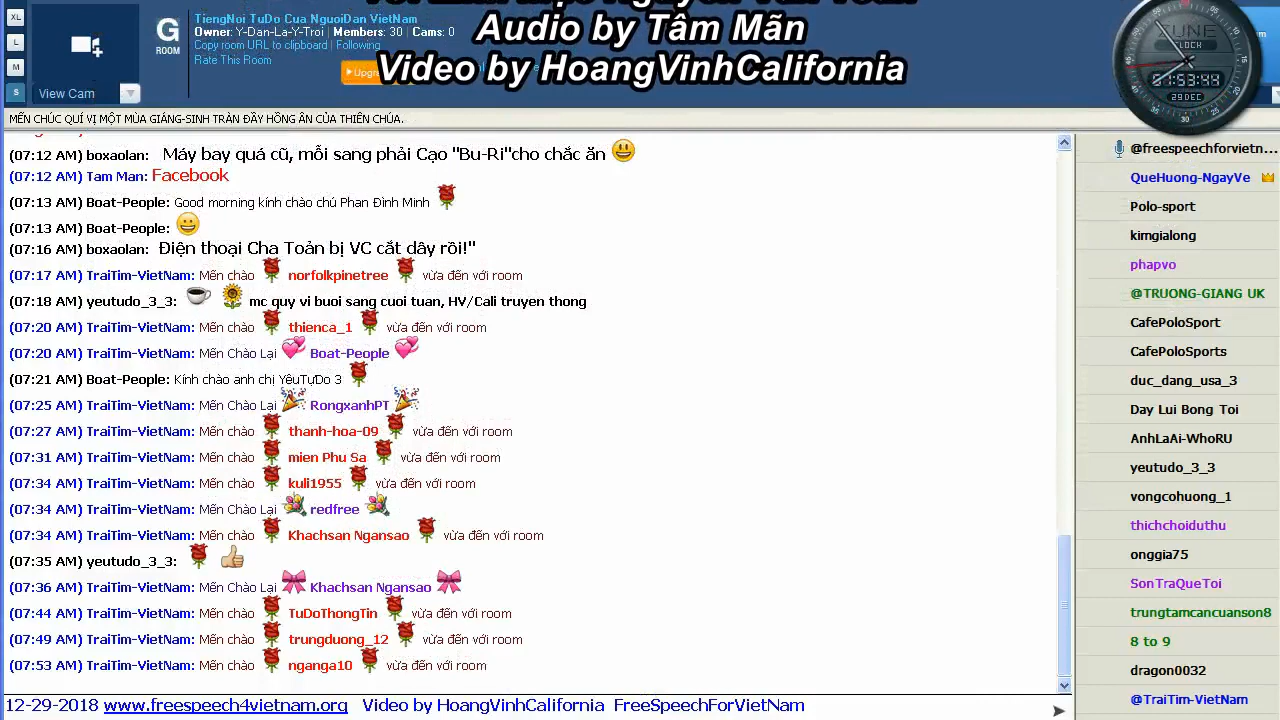 XL
L
M
S
View Cam
G
ROOM
TiengNoi TuDo Cua NguoiDan VietNam
Owner: Y-Dan-La-Y-Troi | Members: 30 | Cams: 0
Copy room URL to clipboard | Following
Rate This Room
Audio by Tâm Mãn
Video by HoangVinhCalifornia
CLOCK
01:53:44
29 DEC
MẾN CHÚC QUÍ VỊ MỘT MÙA GIÁNG-SINH TRÀN ĐẦY HỒNG ÂN CỦA THIÊN CHÚA.
(07:12 AM) boxaolan: Máy bay quá cũ, mỗi sang phải Cạo "Bu-Ri"cho chắc ăn
(07:12 AM) Tam Man: Facebook
(07:13 AM) Boat-People: Good morning kính chào chú Phan Đình Minh
(07:13 AM) Boat-People:
(07:16 AM) boxaolan: Điện thoại Cha Toản bị VC cắt dây rồi!"
(07:17 AM) TraiTim-VietNam: Mến chào norfolkpinetree vừa đến với room
(07:18 AM) yeutudo_3_3: mc quy vi buoi sang cuoi tuan, HV/Cali truyen thong
(07:20 AM) TraiTim-VietNam: Mến chào thienca_1 vừa đến với room
(07:20 AM) TraiTim-VietNam: Mến Chào Lại Boat-People
(07:21 AM) Boat-People: Kính chào anh chị YêuTựDo 3
(07:25 AM) TraiTim-VietNam: Mến Chào Lại RongxanhPT
(07:27 AM) TraiTim-VietNam: Mến chào thanh-hoa-09 vừa đến với room
(07:31 AM) TraiTim-VietNam: Mến chào mien Phu Sa vừa đến với room
(07:34 AM) TraiTim-VietNam: Mến chào kuli1955 vừa đến với room
(07:34 AM) TraiTim-VietNam: Mến Chào Lại redfree
(07:34 AM) TraiTim-VietNam: Mến chào Khachsan Ngansao vừa đến với room
(07:35 AM) yeutudo_3_3:
(07:36 AM) TraiTim-VietNam: Mến Chào Lại Khachsan Ngansao
(07:44 AM) TraiTim-VietNam: Mến chào TuDoThongTin vừa đến với room
(07:49 AM) TraiTim-VietNam: Mến chào trungduong_12 vừa đến với room
(07:53 AM) TraiTim-VietNam: Mến chào nganga10 vừa đến với room
@freespeechforvietn...
QueHuong-NgayVe
Polo-sport
kimgialong
phapvo
@TRUONG-GIANG UK
CafePoloSport
CafePoloSports
duc_dang_usa_3
Day Lui Bong Toi
AnhLaAi-WhoRU
yeutudo_3_3
vongcohuong_1
thichchoiduthu
onggia75
SonTraQueToi
trungtamcancuanson8
8 to 9
dragon0032
@TraiTim-VietNam
12-29-2018 www.freespeech4vietnam.org Video by HoangVinhCalifornia FreeSpeechForVietNam